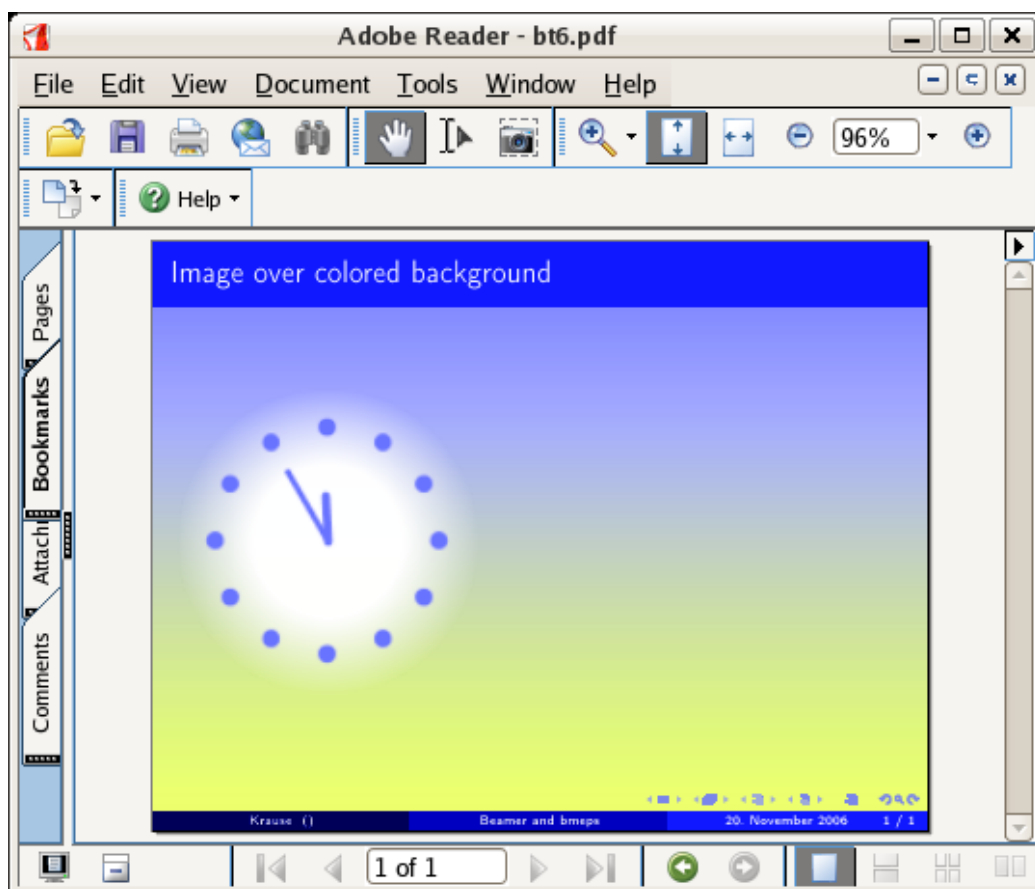 Adobe Reader - bt6.pdf
File Edit View Document Tools Window Help
96%
Help
Pages
Bookmarks
Attachm
Comments
Image over colored background
Krause () Beamer and bmeps 20. November 2006 1 / 1
1 of 1